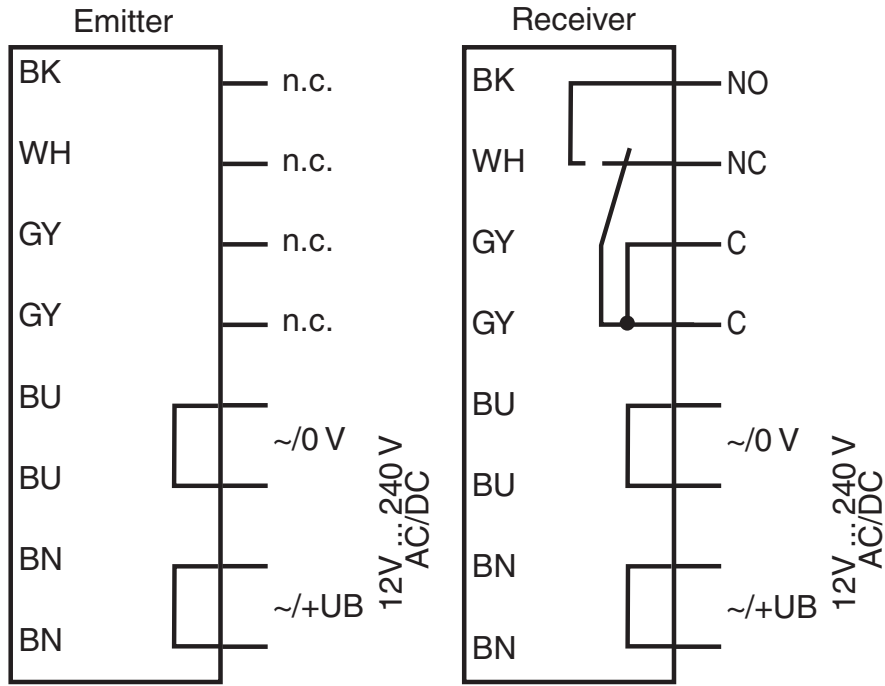 Emitter
BK n.c.
WH n.c.
GY n.c.
GY n.c.
BU
~/0 V
BU
BN
~/+UB
BN
12V ... 240 V
AC/DC
Receiver
BK NO
WH NC
GY C
GY C
BU
~/0 V
BU
BN
~/+UB
BN
12V ... 240 V
AC/DC